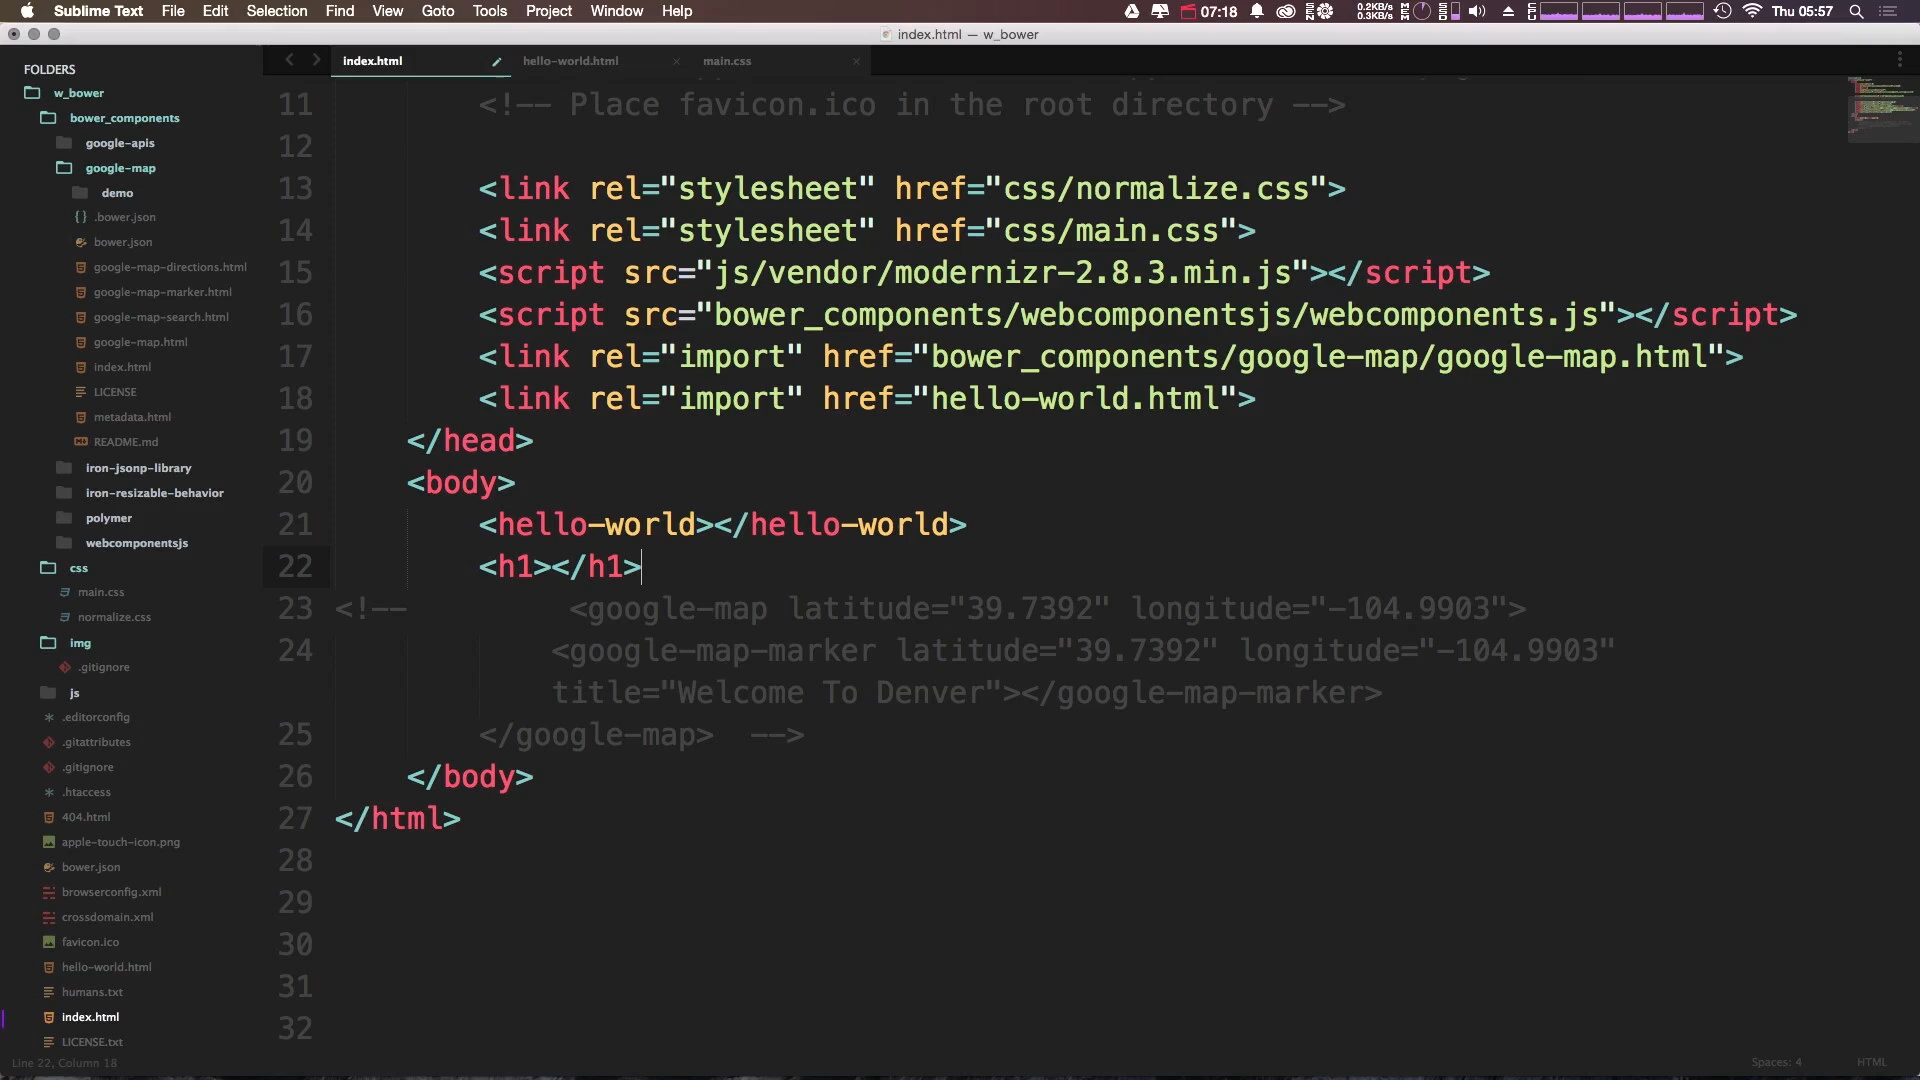 Sublime Text File Edit Selection Find View Goto Tools Project Window Help 07:18 0.2KB/s 0.3KB/s Thu 05:57
index.html — w_bower
FOLDERS
w_bower
bower_components
google-apis
google-map
demo
.bower.json
bower.json
google-map-directions.html
google-map-marker.html
google-map-search.html
google-map.html
index.html
LICENSE
metadata.html
README.md
iron-jsonp-library
iron-resizable-behavior
polymer
webcomponentsjs
css
main.css
normalize.css
img
.gitignore
js
.editorconfig
.gitattributes
.gitignore
.htaccess
404.html
apple-touch-icon.png
bower.json
browserconfig.xml
crossdomain.xml
favicon.ico
hello-world.html
humans.txt
index.html
LICENSE.txt
index.html hello-world.html main.css
11 <!-- Place favicon.ico in the root directory -->
12
13 <link rel="stylesheet" href="css/normalize.css">
14 <link rel="stylesheet" href="css/main.css">
15 <script src="js/vendor/modernizr-2.8.3.min.js"></script>
16 <script src="bower_components/webcomponentsjs/webcomponents.js"></script>
17 <link rel="import" href="bower_components/google-map/google-map.html">
18 <link rel="import" href="hello-world.html">
19 </head>
20 <body>
21 <hello-world></hello-world>
22 <h1></h1>
23 <!-- <google-map latitude="39.7392" longitude="-104.9903">
24 <google-map-marker latitude="39.7392" longitude="-104.9903"
title="Welcome To Denver"></google-map-marker>
25 </google-map> -->
26 </body>
27 </html>
28
29
30
31
32
Line 22, Column 18 Spaces: 4 HTML